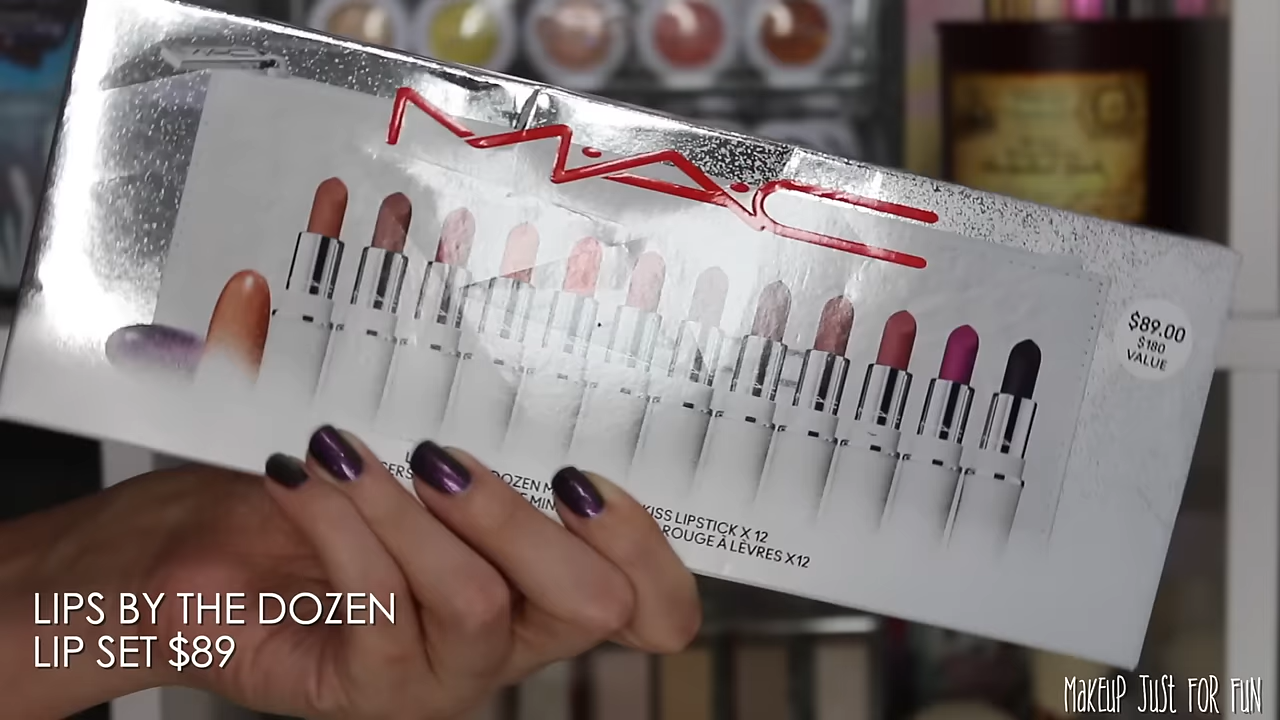 MAC
$89.00
$180
VALUE
DOZEN
KISS LIPSTICK X 12
ROUGE À LÈVRES X12
LIPS BY THE DOZEN
LIP SET $89
MAKEUP JUST FOR FUN